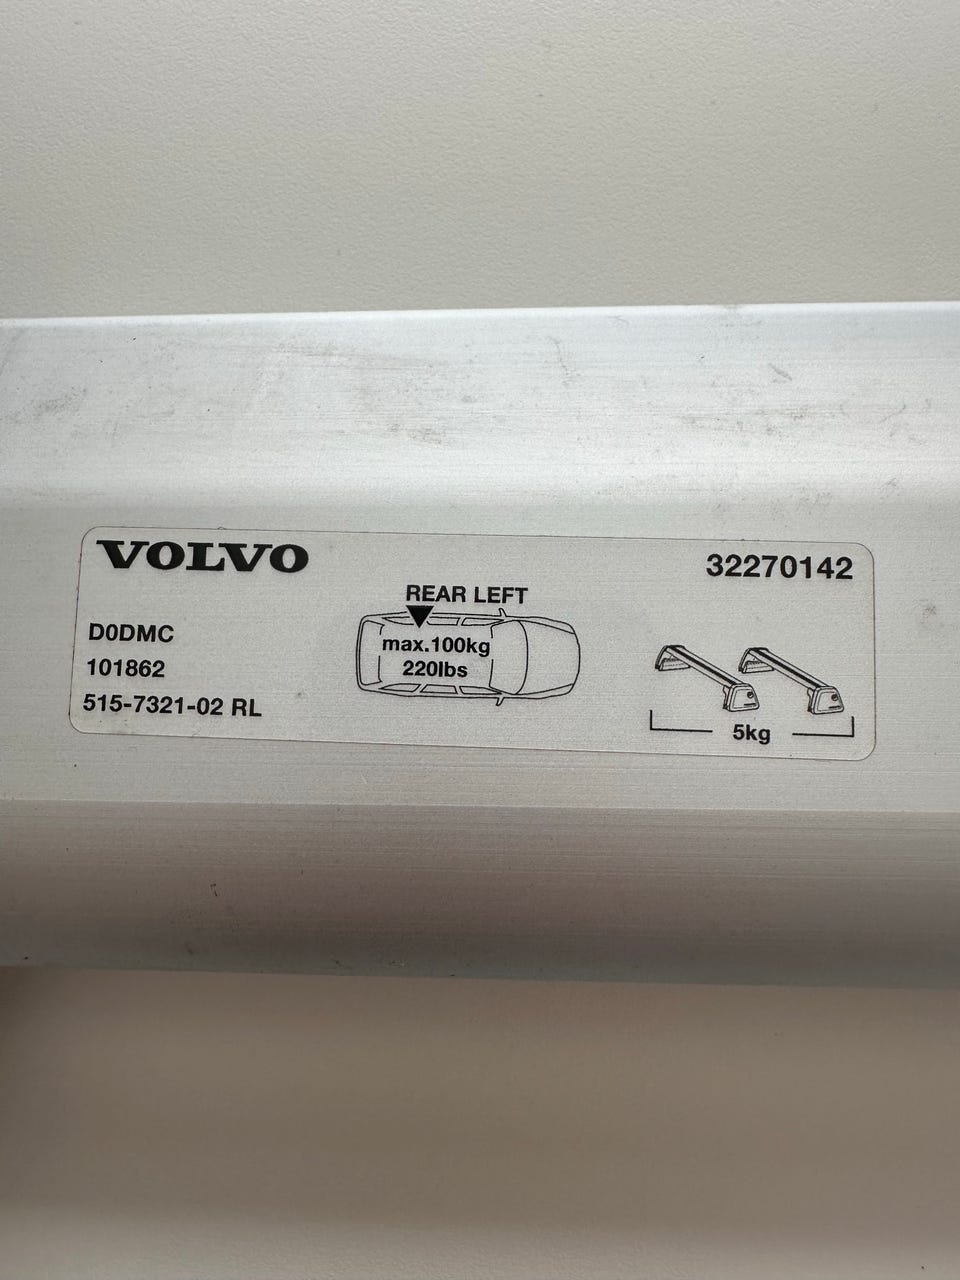 VOLVO
32270142
REAR LEFT
D0DMC
max.100kg
101862
220lbs
515-7321-02 RL
5kg